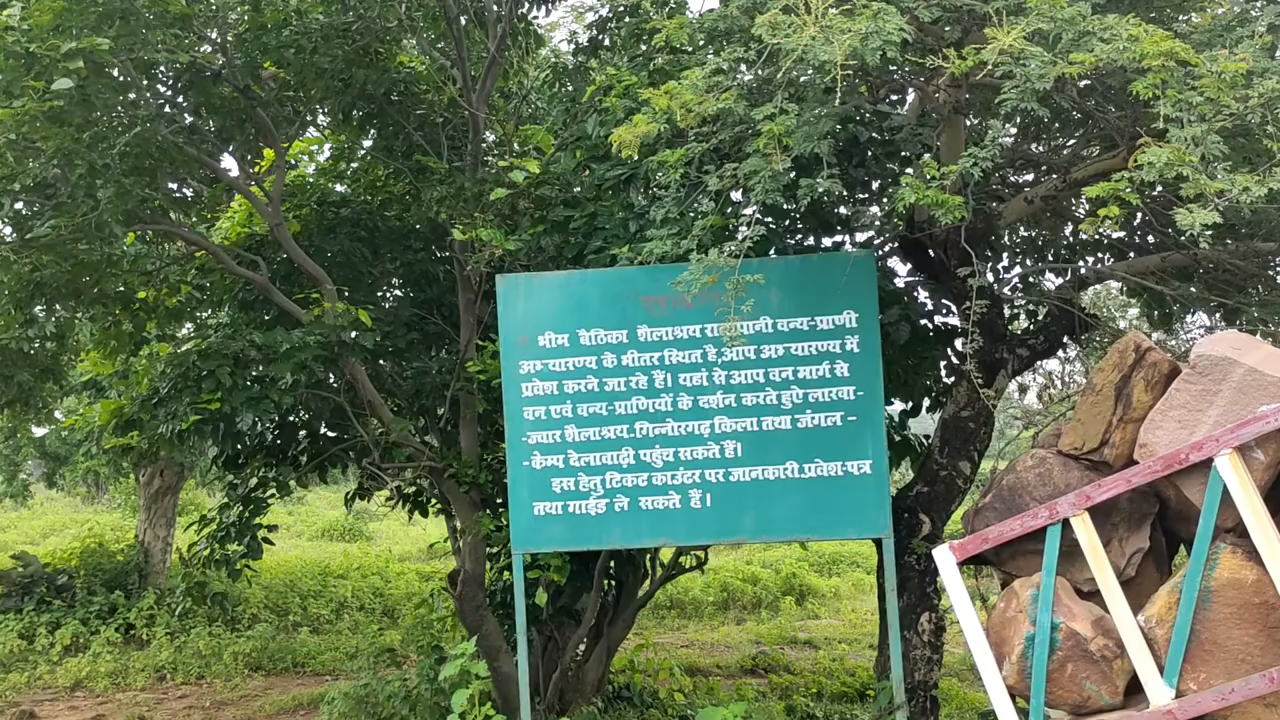 भीम बैठिका शैलाश्रय वन्य-प्राणी
अभ्यारण्य के भीतर स्थित है,आप अभ्यारण्य में
प्रवेश करने जा रहे हैं। यहां से आप वन मार्ग से
वन एवं वन्य-प्राणियों के दर्शन करते हुऐ लारवा-
-ज्वार शैलाश्रय.गिन्नोरगढ़ किला तथा जंगल –
-केम्प देलावाढ़ी पहुंच सकते हैं।
इस हेतु टिकट काउंटर पर जानकारी.प्रवेश-पत्र
तथा गाईड ले सकते हैं।